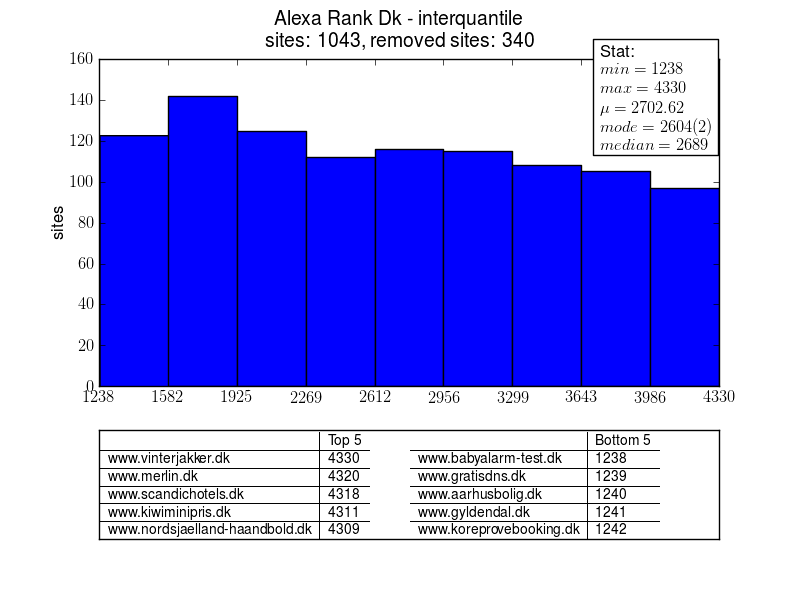 Alexa Rank Dk - interquantile
sites: 1043, removed sites: 340
Stat:
min = 1238
max = 4330
μ = 2702.62
mode = 2604(2)
median = 2689
160
140
120
100
80
60
40
20
0
sites
1238 1582 1925 2269 2612 2956 3299 3643 3986 4330
Top 5 Bottom 5
www.vinterjakker.dk 4330 www.babyalarm-test.dk 1238
www.merlin.dk 4320 www.gratisdns.dk 1239
www.scandichotels.dk 4318 www.aarhusbolig.dk 1240
www.kiwiminipris.dk 4311 www.gyldendal.dk 1241
www.nordsjaelland-haandbold.dk 4309 www.koreprovebooking.dk 1242